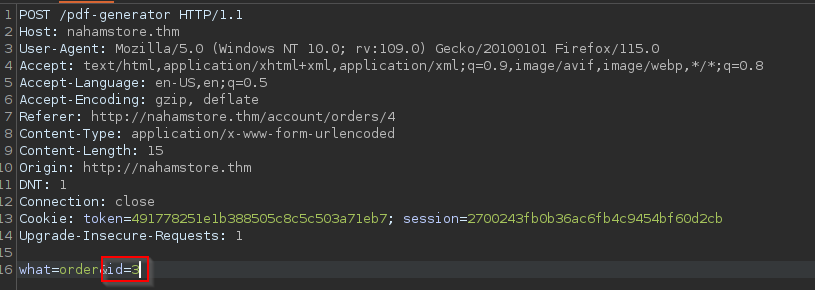 1 POST /pdf-generator HTTP/1.1
2 Host: nahamstore.thm
3 User-Agent: Mozilla/5.0 (Windows NT 10.0; rv:109.0) Gecko/20100101 Firefox/115.0
4 Accept: text/html,application/xhtml+xml,application/xml;q=0.9,image/avif,image/webp,*/*;q=0.8
5 Accept-Language: en-US,en;q=0.5
6 Accept-Encoding: gzip, deflate
7 Referer: http://nahamstore.thm/account/orders/4
8 Content-Type: application/x-www-form-urlencoded
9 Content-Length: 15
10 Origin: http://nahamstore.thm
11 DNT: 1
12 Connection: close
13 Cookie: token=491778251e1b388505c8c5c503a71eb7; session=2700243fb0b36ac6fb4c9454bf60d2cb
14 Upgrade-Insecure-Requests: 1
15
16 what=order&id=3